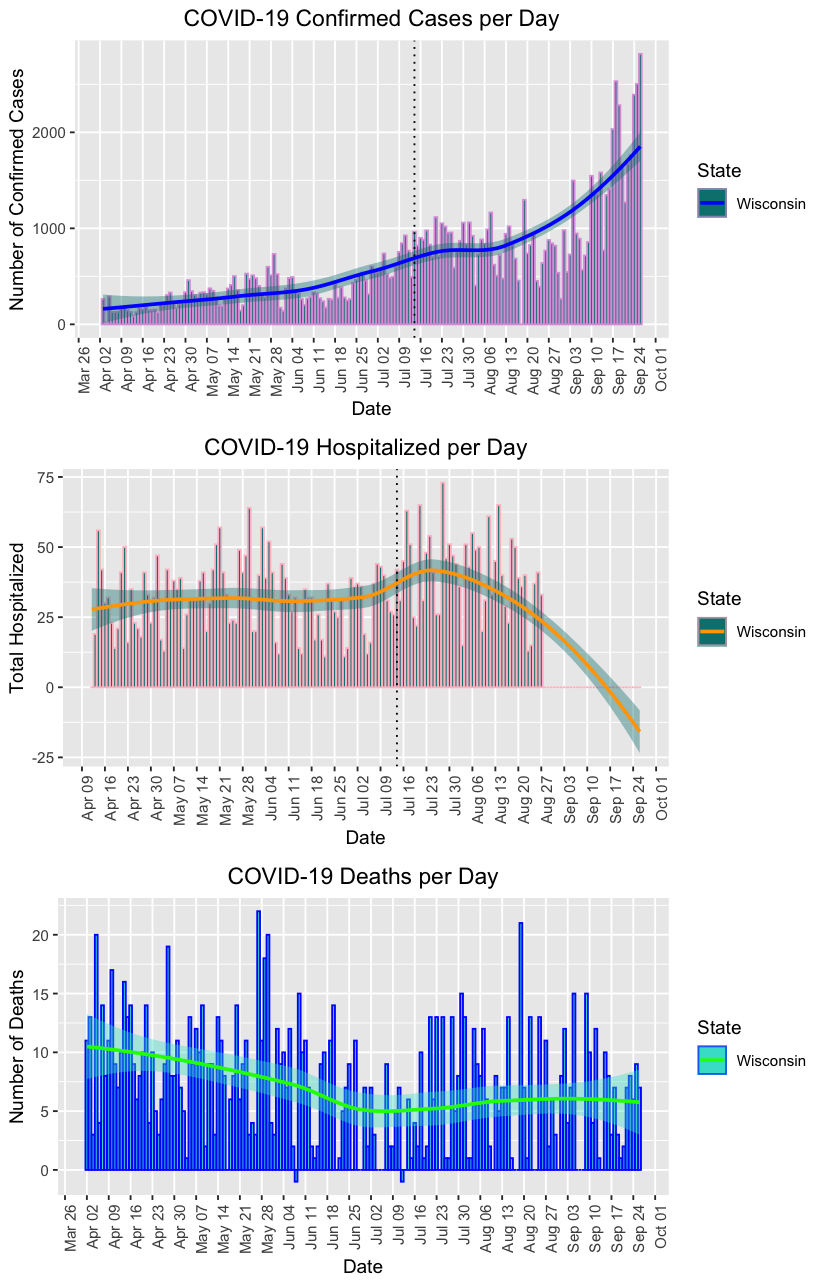 COVID-19 Confirmed Cases per Day
Number of Confirmed Cases
2000
1000
0
Mar 26
Apr 02
Apr 09
Apr 16
Apr 23
Apr 30
May 07
May 14
May 21
May 28
Jun 04
Jun 11
Jun 18
Jun 25
Jul 02
Jul 09
Jul 16
Jul 23
Jul 30
Aug 06
Aug 13
Aug 20
Aug 27
Sep 03
Sep 10
Sep 17
Sep 24
Oct 01
Date
State
Wisconsin
COVID-19 Hospitalized per Day
Total Hospitalized
75
50
25
0
-25
Apr 09
Apr 16
Apr 23
Apr 30
May 07
May 14
May 21
May 28
Jun 04
Jun 11
Jun 18
Jun 25
Jul 02
Jul 09
Jul 16
Jul 23
Jul 30
Aug 06
Aug 13
Aug 20
Aug 27
Sep 03
Sep 10
Sep 17
Sep 24
Oct 01
Date
State
Wisconsin
COVID-19 Deaths per Day
Number of Deaths
20
15
10
5
0
Mar 26
Apr 02
Apr 09
Apr 16
Apr 23
Apr 30
May 07
May 14
May 21
May 28
Jun 04
Jun 11
Jun 18
Jun 25
Jul 02
Jul 09
Jul 16
Jul 23
Jul 30
Aug 06
Aug 13
Aug 20
Aug 27
Sep 03
Sep 10
Sep 17
Sep 24
Oct 01
Date
State
Wisconsin